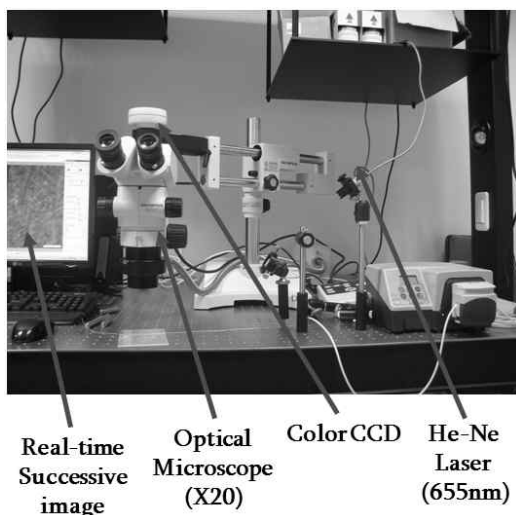 Real-time
Successive
image
Optical
Microscope
(X20)
Color CCD
He-Ne
Laser
(655nm)